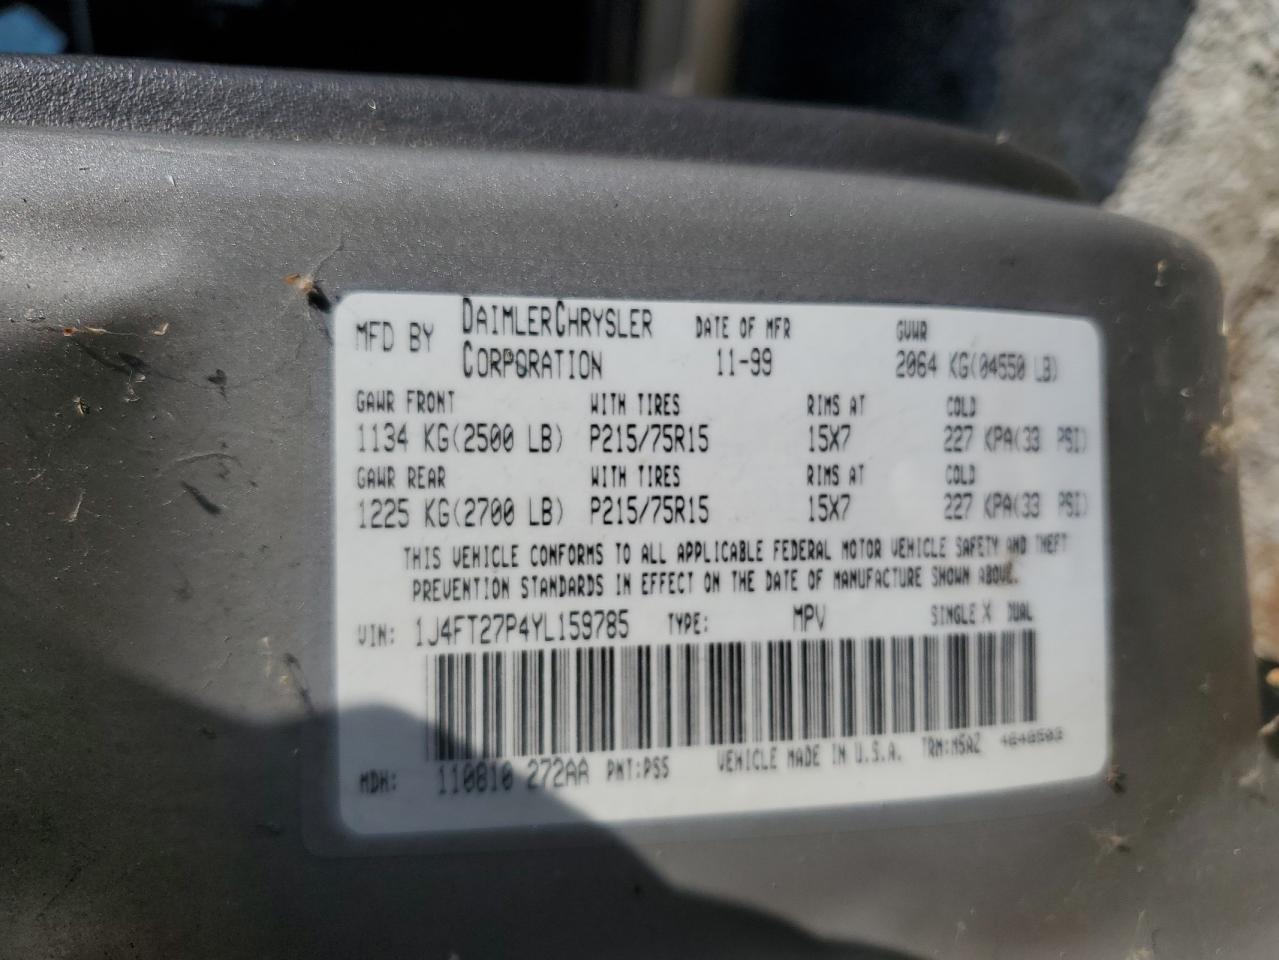 MFD BY DAIMLERCHRYSLER CORPORATION DATE OF MFR 11-99 GVWR 2064 KG(04550 LB)
GAWR FRONT WITH TIRES RIMS AT COLD
1134 KG(2500 LB) P215/75R15 15X7 227 KPA(33 PSI)
GAWR REAR WITH TIRES RIMS AT COLD
1225 KG(2700 LB) P215/75R15 15X7 227 KPA(33 PSI)
THIS VEHICLE CONFORMS TO ALL APPLICABLE FEDERAL MOTOR VEHICLE SAFETY AND THEFT
PREVENTION STANDARDS IN EFFECT ON THE DATE OF MANUFACTURE SHOWN ABOVE.
VIN: 1J4FT27P4YL159785 TYPE: MPV SINGLE X DUAL
MDH: 110810 272AA PNT:PS5 VEHICLE MADE IN U.S.A. TRM:M5AZ 4648503